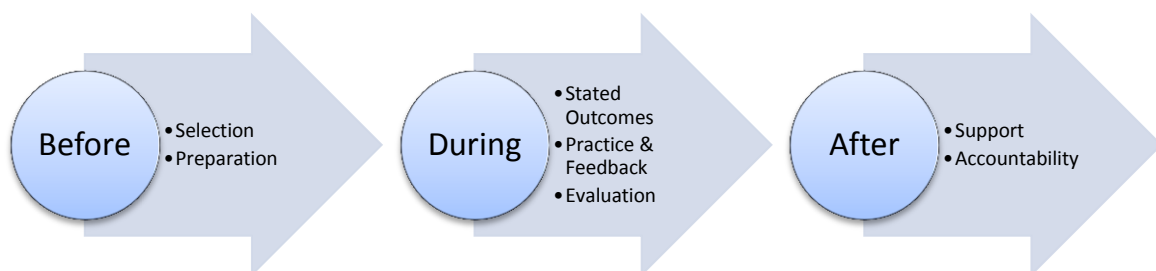 Before
•Selection
•Preparation
During
•Stated
Outcomes
•Practice &
Feedback
•Evaluation
After
•Support
•Accountability